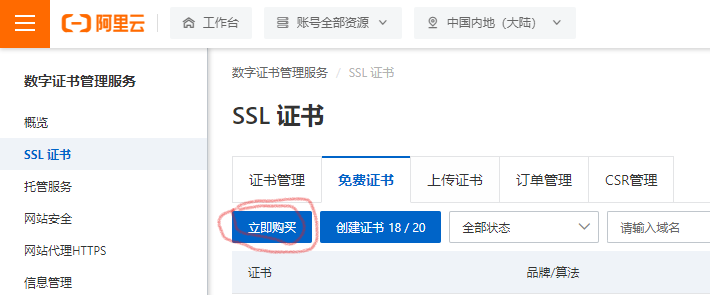 阿里云 工作台 账号全部资源 中国内地（大陆）
数字证书管理服务
概览
SSL 证书
托管服务
网站安全
网站代理HTTPS
信息管理
数字证书管理服务 / SSL 证书
SSL 证书
证书管理 免费证书 上传证书 订单管理 CSR管理
立即购买 创建证书 18 / 20 全部状态 请输入域名
证书 品牌/算法